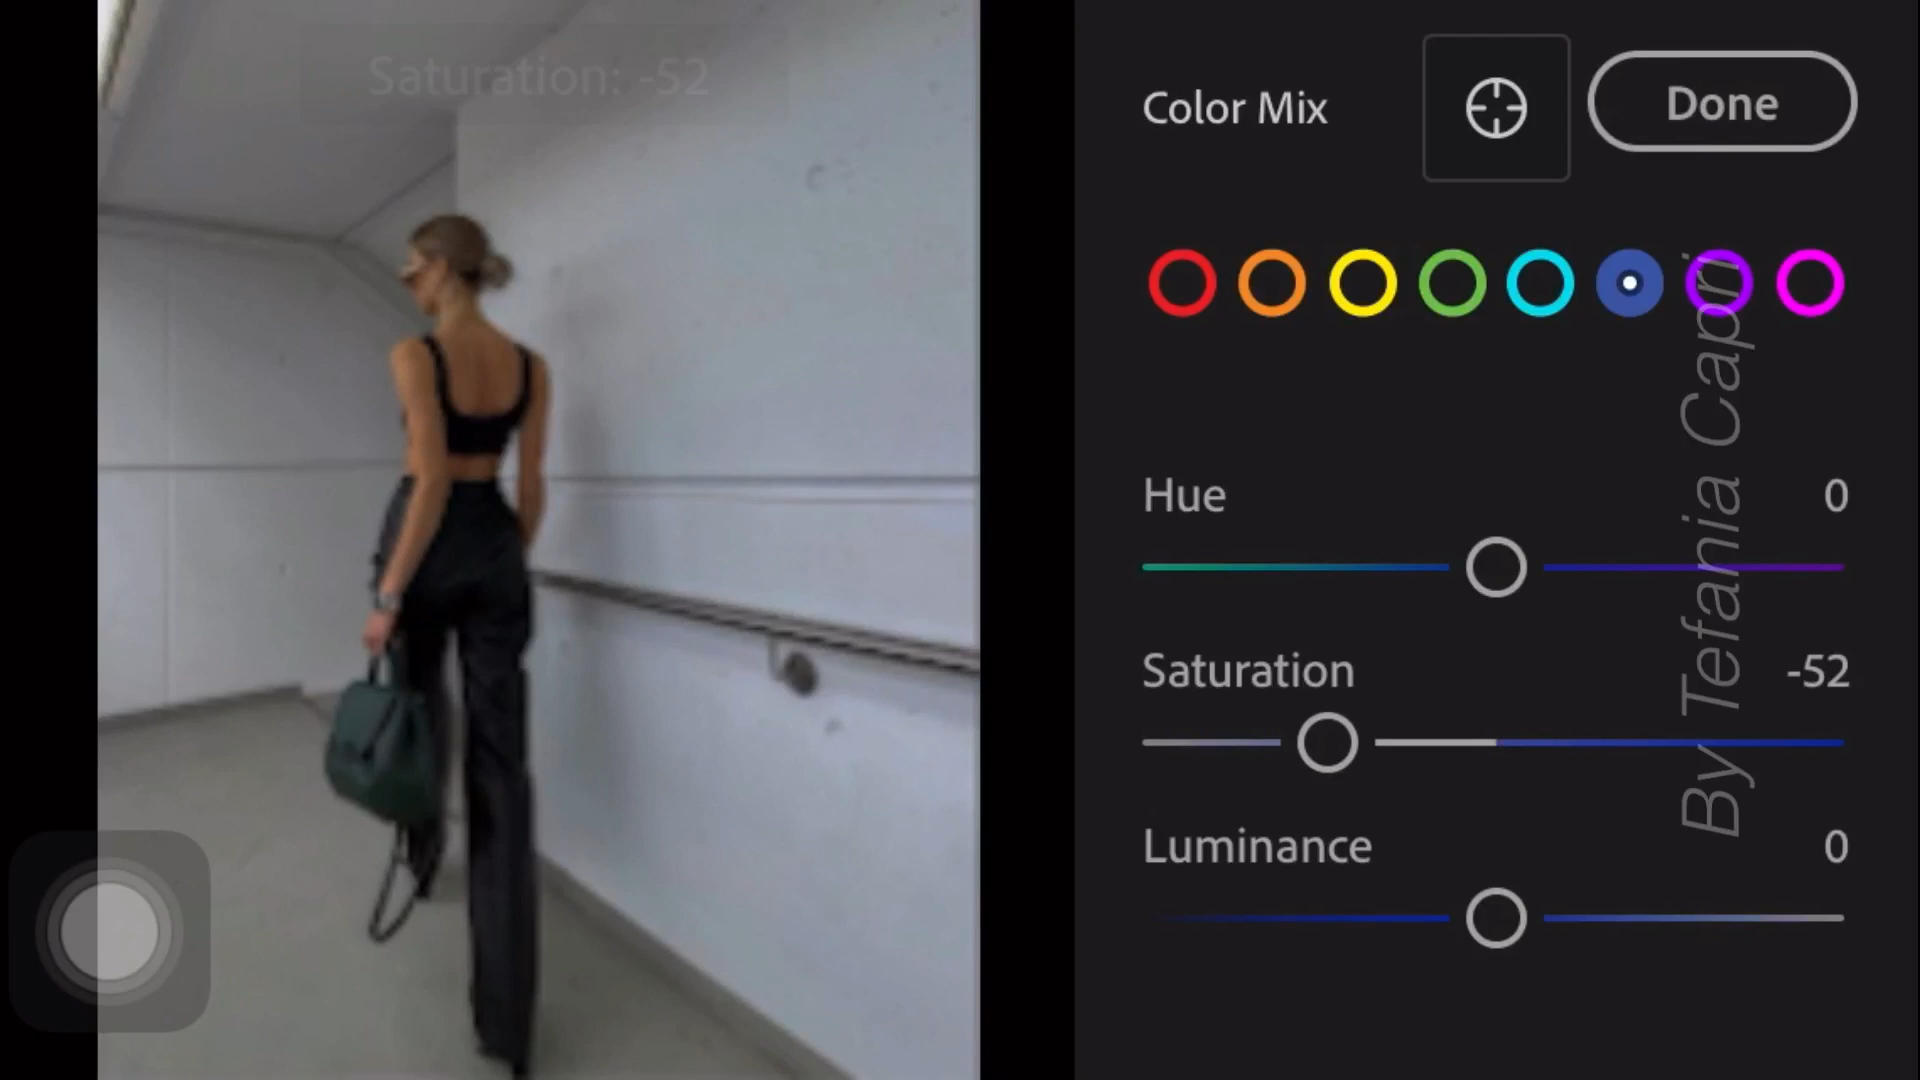 Saturation: -52
Color Mix
Done
Hue
0
Saturation
-52
Luminance
0
By Tefania Capri